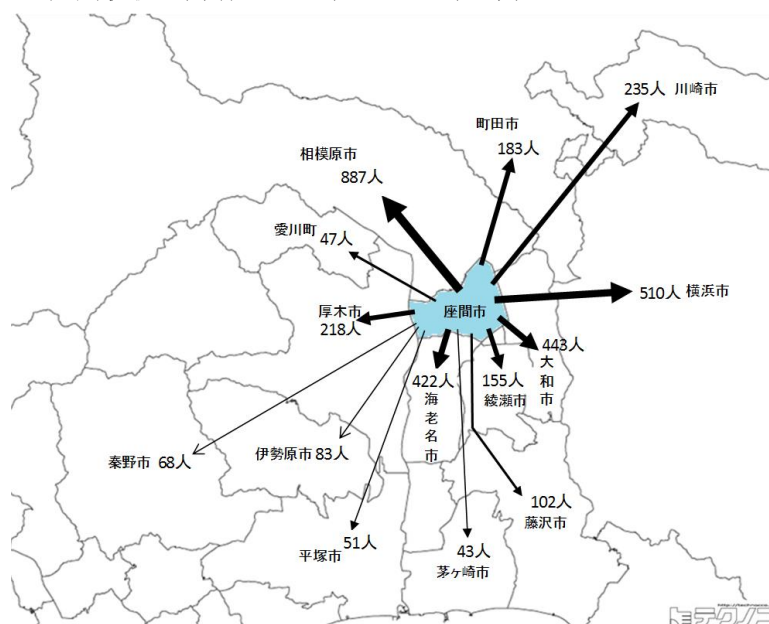 235人 川崎市
町田市
183人
相模原市
887人
愛川町
47人
510人 横浜市
座間市
厚木市
218人
443人
大和市
422人
海老名市
155人
綾瀬市
伊勢原市 83人
秦野市 68人
102人
藤沢市
51人
平塚市
43人
茅ヶ崎市